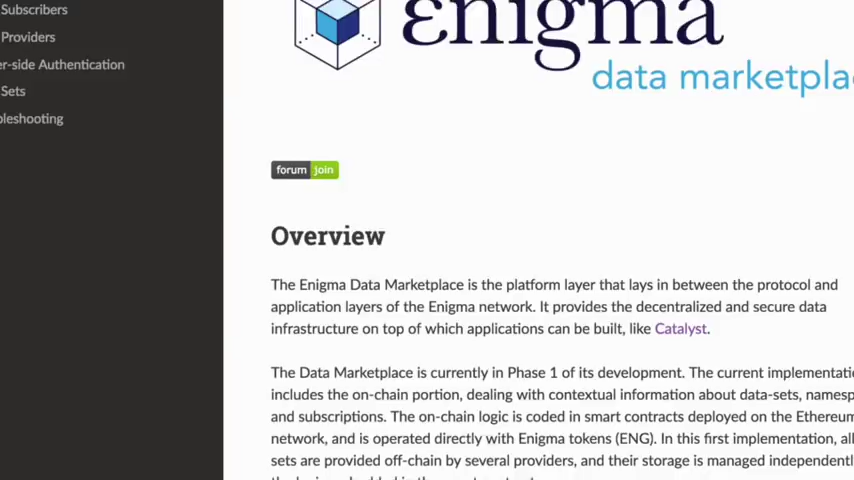 Subscribers
Providers
er-side Authentication
Sets
bleshooting
enigma
data marketpla
forum join
Overview
The Enigma Data Marketplace is the platform layer that lays in between the protocol and
application layers of the Enigma network. It provides the decentralized and secure data
infrastructure on top of which applications can be built, like Catalyst.
The Data Marketplace is currently in Phase 1 of its development. The current implementati
includes the on-chain portion, dealing with contextual information about data-sets, namesp
and subscriptions. The on-chain logic is coded in smart contracts deployed on the Ethereum
network, and is operated directly with Enigma tokens (ENG). In this first implementation, all
sets are provided off-chain by several providers, and their storage is managed independentl